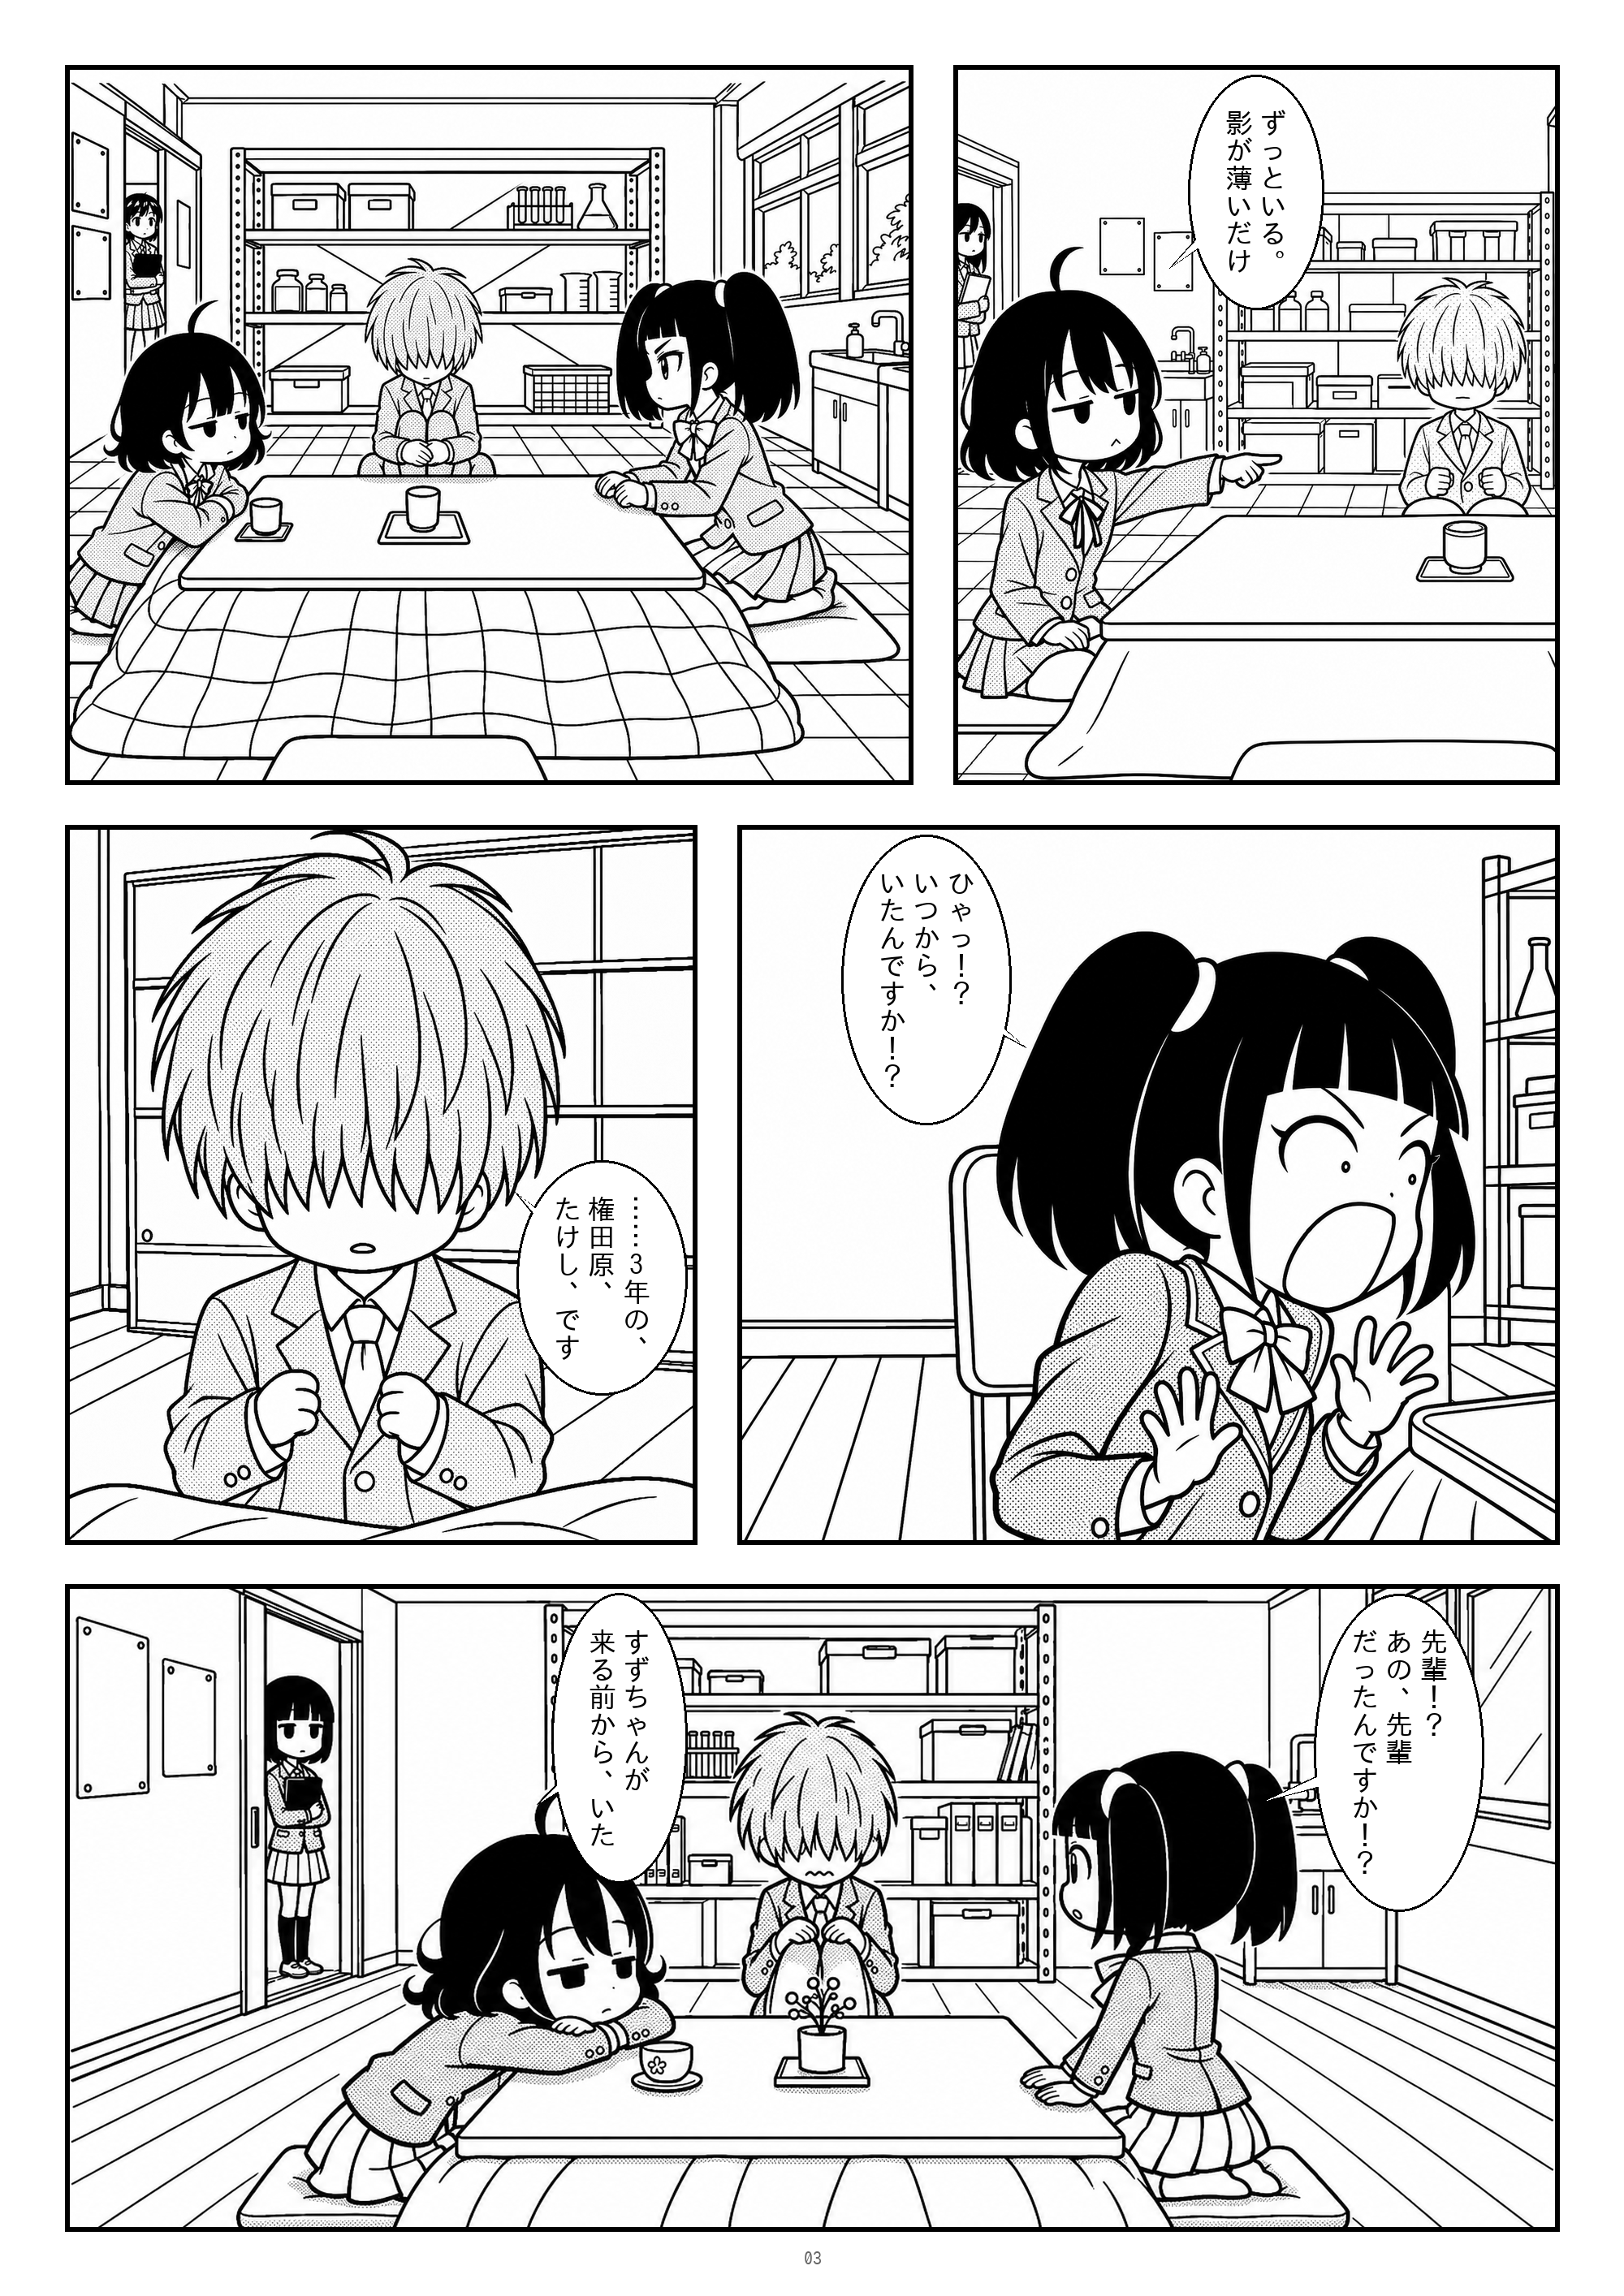 ずっといる。
影が薄いだけ
ひゃっ！？
いつから、
いたんですか！？
……3年の、
権田原、
たけし、です
先輩！？
あの、先輩
だったんですか！？
すずちゃんが
来る前から、いた
03